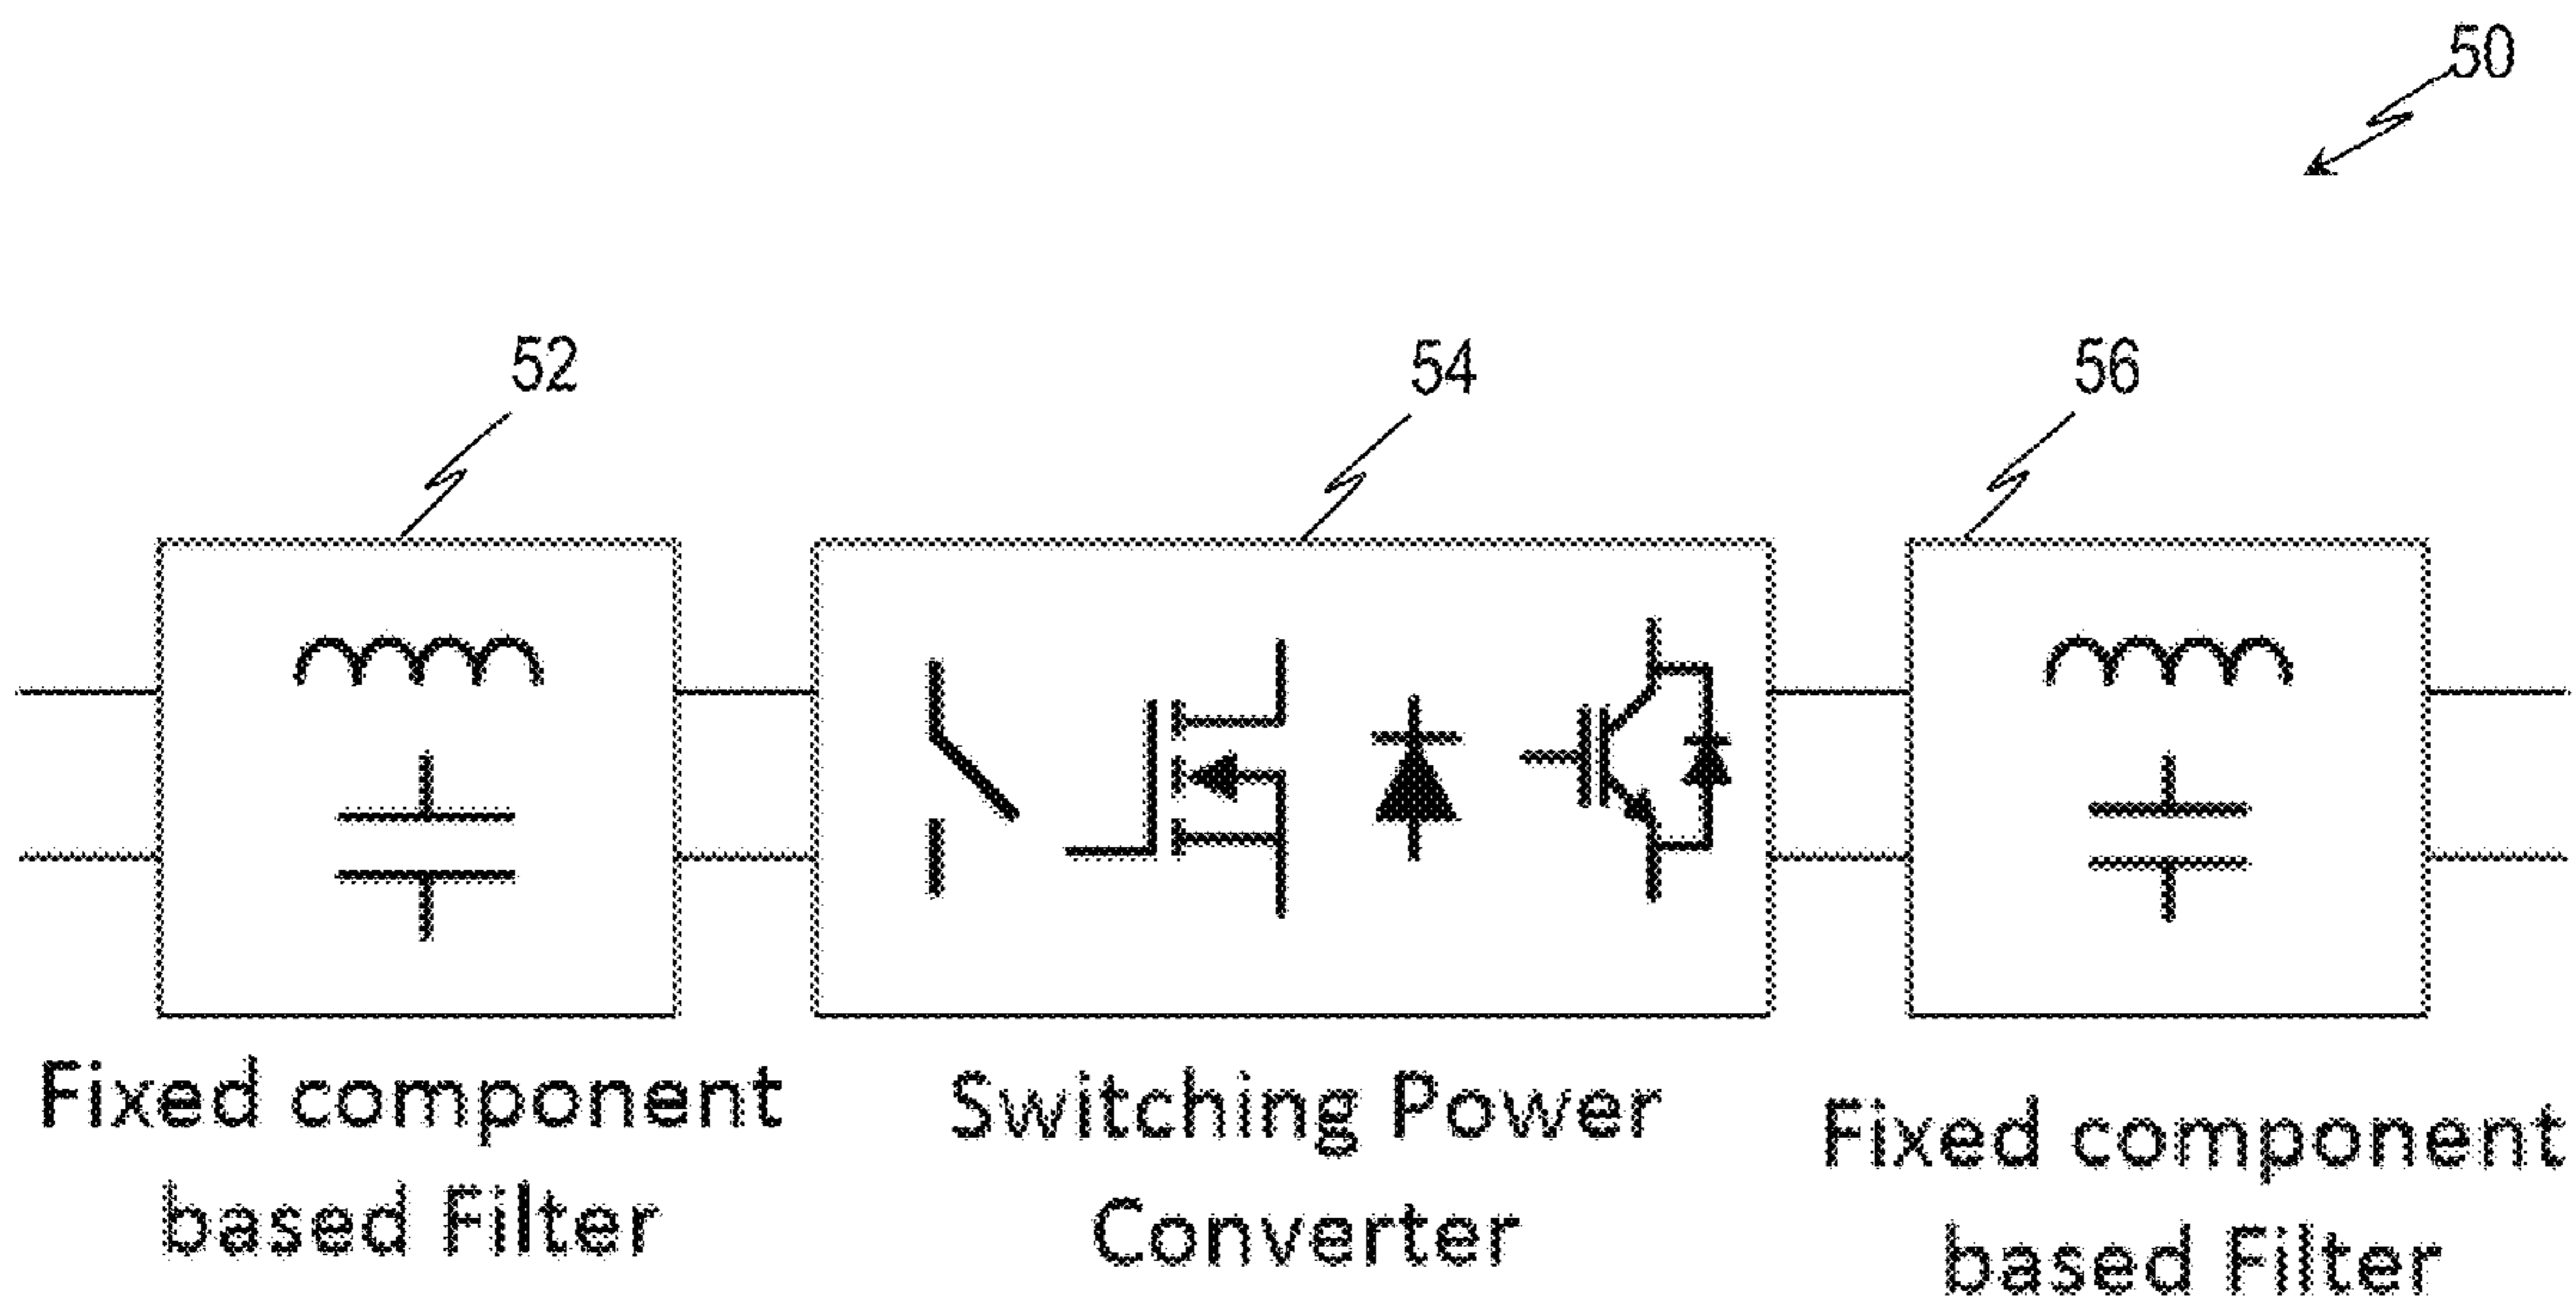 50
52
54
56
Fixed component
based Filter
Switching Power
Converter
Fixed component
based Filter